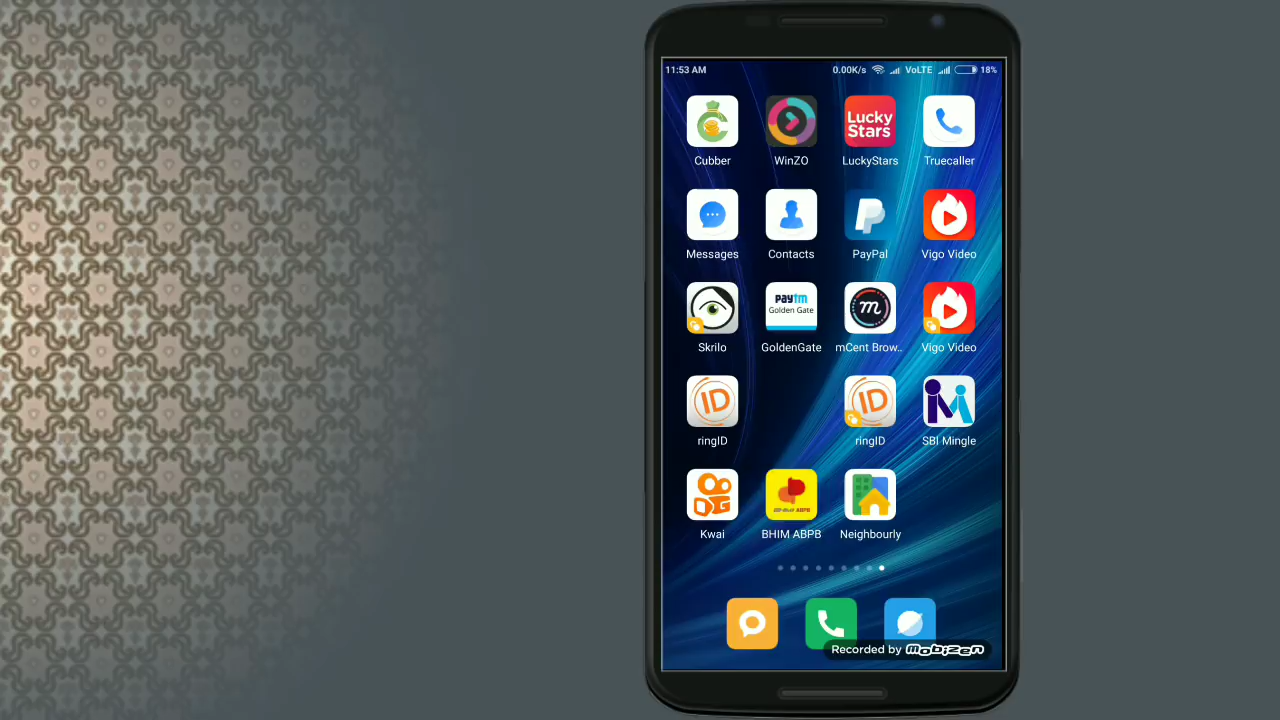 11:53 AM 0.00K/s VoLTE 18%
Lucky
Stars
Cubber WinZO LuckyStars Truecaller
Messages Contacts PayPal Vigo Video
paytm
Golden Gate
m
Skrilo GoldenGate mCent Brow.. Vigo Video
ID ID
ringID ringID SBI Mingle
Kwai BHIM ABPB Neighbourly
Recorded by mobizen